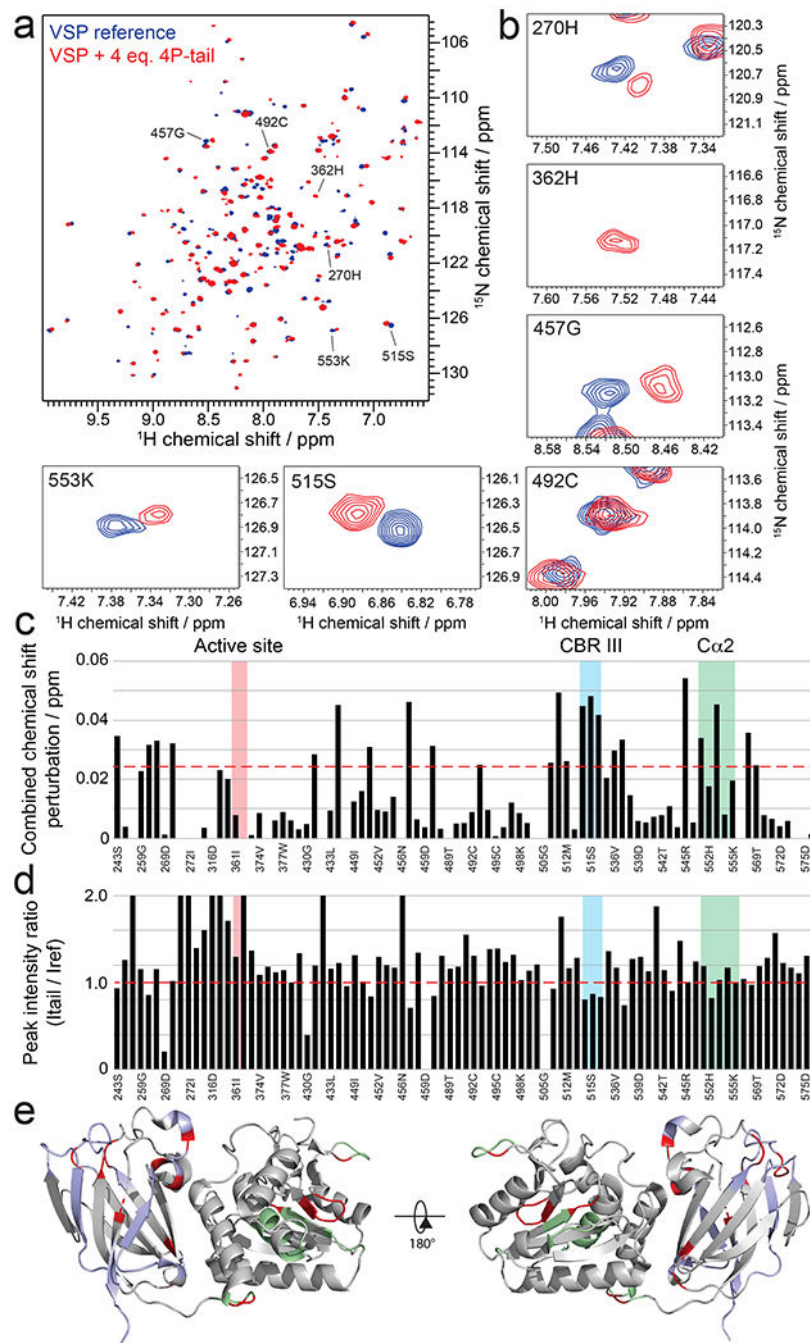 a
VSP reference
VSP + 4 eq. 4P-tail
457G
492C
362H
270H
553K
515S
106
110
114
118
122
126
130
¹⁵N chemical shift / ppm
9.5 9.0 8.5 8.0 7.5 7.0
¹H chemical shift / ppm
b
270H
120.3
120.5
120.7
120.9
121.1
7.50 7.46 7.42 7.38 7.34
362H
116.6
116.8
117.0
117.2
117.4
7.60 7.56 7.52 7.48 7.44
¹⁵N chemical shift / ppm
457G
112.6
112.8
113.0
113.2
113.4
8.58 8.54 8.50 8.46 8.42
553K
126.5
126.7
126.9
127.1
127.3
7.42 7.38 7.34 7.30 7.26
¹H chemical shift / ppm
515S
126.1
126.3
126.5
126.7
126.9
6.94 6.90 6.86 6.82 6.78
¹H chemical shift / ppm
492C
113.6
113.8
114.0
114.2
114.4
8.00 7.96 7.92 7.88 7.84
¹H chemical shift / ppm
¹⁵N chemical shift / ppm
c
Active site CBR III Cα2
Combined chemical shift
perturbation / ppm
0.06
0.04
0.02
0
243S 259G 269D 272I 316D 361I 374V 377W 430G 433L 449I 452V 456N 459D 489T 492C 495C 498K 505G 512M 515S 536V 539D 542T 545R 552H 555K 569T 572D 575D
d
Peak intensity ratio
(Itail / Iref)
2.0
1.0
0
243S 259G 269D 272I 316D 361I 374V 377W 430G 433L 449I 452V 456N 459D 489T 492C 495C 498K 505G 512M 515S 536V 539D 542T 545R 552H 555K 569T 572D 575D
e
180°